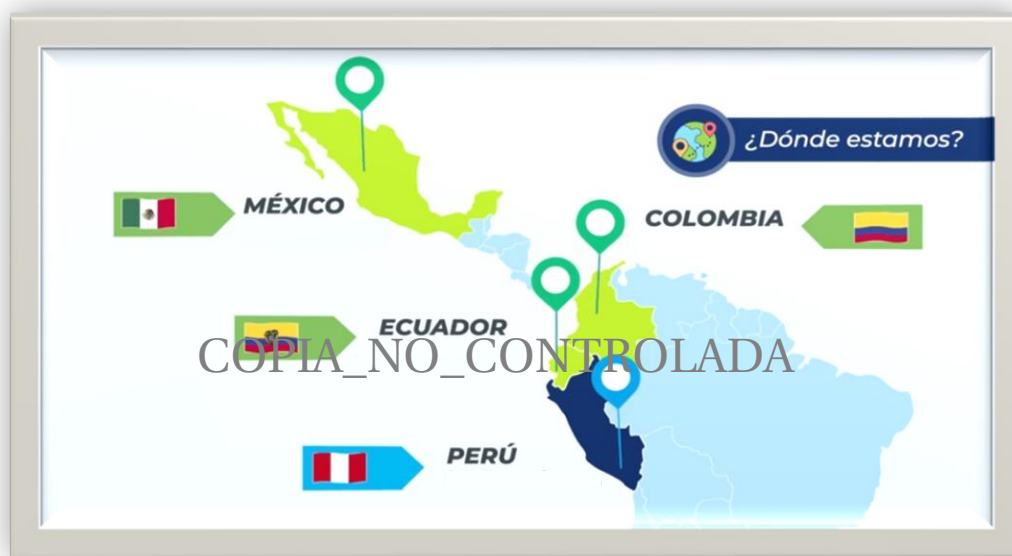 ¿Dónde estamos?
MÉXICO
COLOMBIA
ECUADOR
COPIA_NO_CONTROLADA
PERÚ